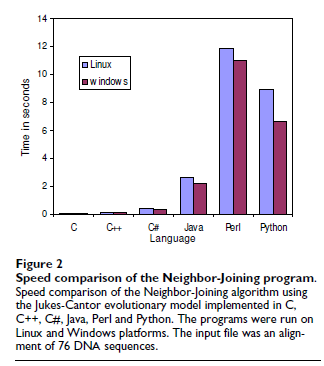 14
12
10
8
6
4
2
0
Time in seconds
Linux
windows
C C++ C# Java Perl Python
Language
Figure 2
Speed comparison of the Neighbor-Joining program.
Speed comparison of the Neighbor-Joining algorithm using
the Jukes-Cantor evolutionary model implemented in C,
C++, C#, Java, Perl and Python. The programs were run on
Linux and Windows platforms. The input file was an align-
ment of 76 DNA sequences.